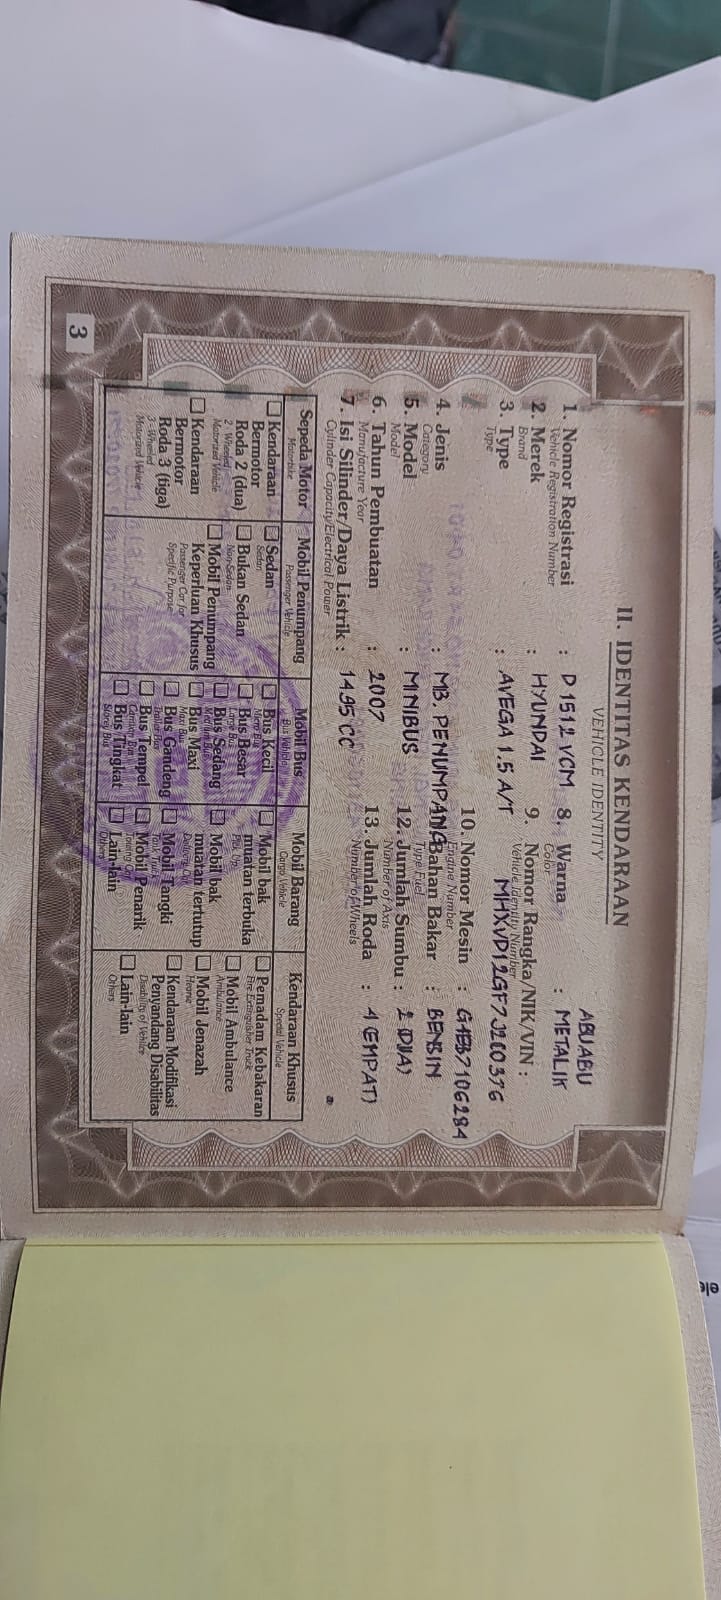 II. IDENTITAS KENDARAAN
VEHICLE IDENTITY
1. Nomor Registrasi : D 1512 VCM
Vehicle Registration Number
2. Merek : HYUNDAI
Brand
3. Type : AVEGA 1.5 A/T
Type
4. Jenis : MB. PENUMPANG
Category
5. Model : MINIBUS
Model
6. Tahun Pembuatan : 2007
Manufacture Year
7. Isi Silinder/Daya Listrik : 1495 CC
Cylinder Capacity/Electrical Power
8. Warna : ABU ABU METALIK
Color
9. Nomor Rangka/NIK/VIN :
Vehicle Identity Number
10. Nomor Mesin : G4EB7106284
Engine Number
Bahan Bakar : BENSIN
Type Fuel
12. Jumlah Sumbu : 2 (DUA)
Number of Axis
13. Jumlah Roda : 4 (EMPAT)
Number of Wheels
Sepeda Motor
Motorbike
Kendaraan Bermotor Roda 2 (dua)
2 - Wheeled Motorized Vehicle
Kendaraan Bermotor Roda 3 (tiga)
3 - Wheeled Motorized Vehicle
Mobil Penumpang
Passenger Vehicle
Sedan
Sedan
Bukan Sedan
Non-Sedan
Mobil Penumpang Keperluan Khusus
Passenger Car for Specific Purpose
Mobil Bus
Bus Vehicle
Bus Kecil
Bus Besar
Bus Sedang
Bus Maxi
Bus Gandeng
Bus Tempel
Bus Tingkat
Mobil Barang
Cargo Vehicle
Mobil bak muatan terbuka
Pick Up
Mobil bak muatan tertutup
Mobil Tangki
Mobil Penarik
Lain-lain
Others
Kendaraan Khusus
Special Vehicle
Pemadam Kebakaran
Fire Extinguisher Truck
Mobil Ambulance
Ambulance
Mobil Jenazah
Hearse
Kendaraan Modifikasi Penyandang Disabilitas
Lain-lain
Others
3